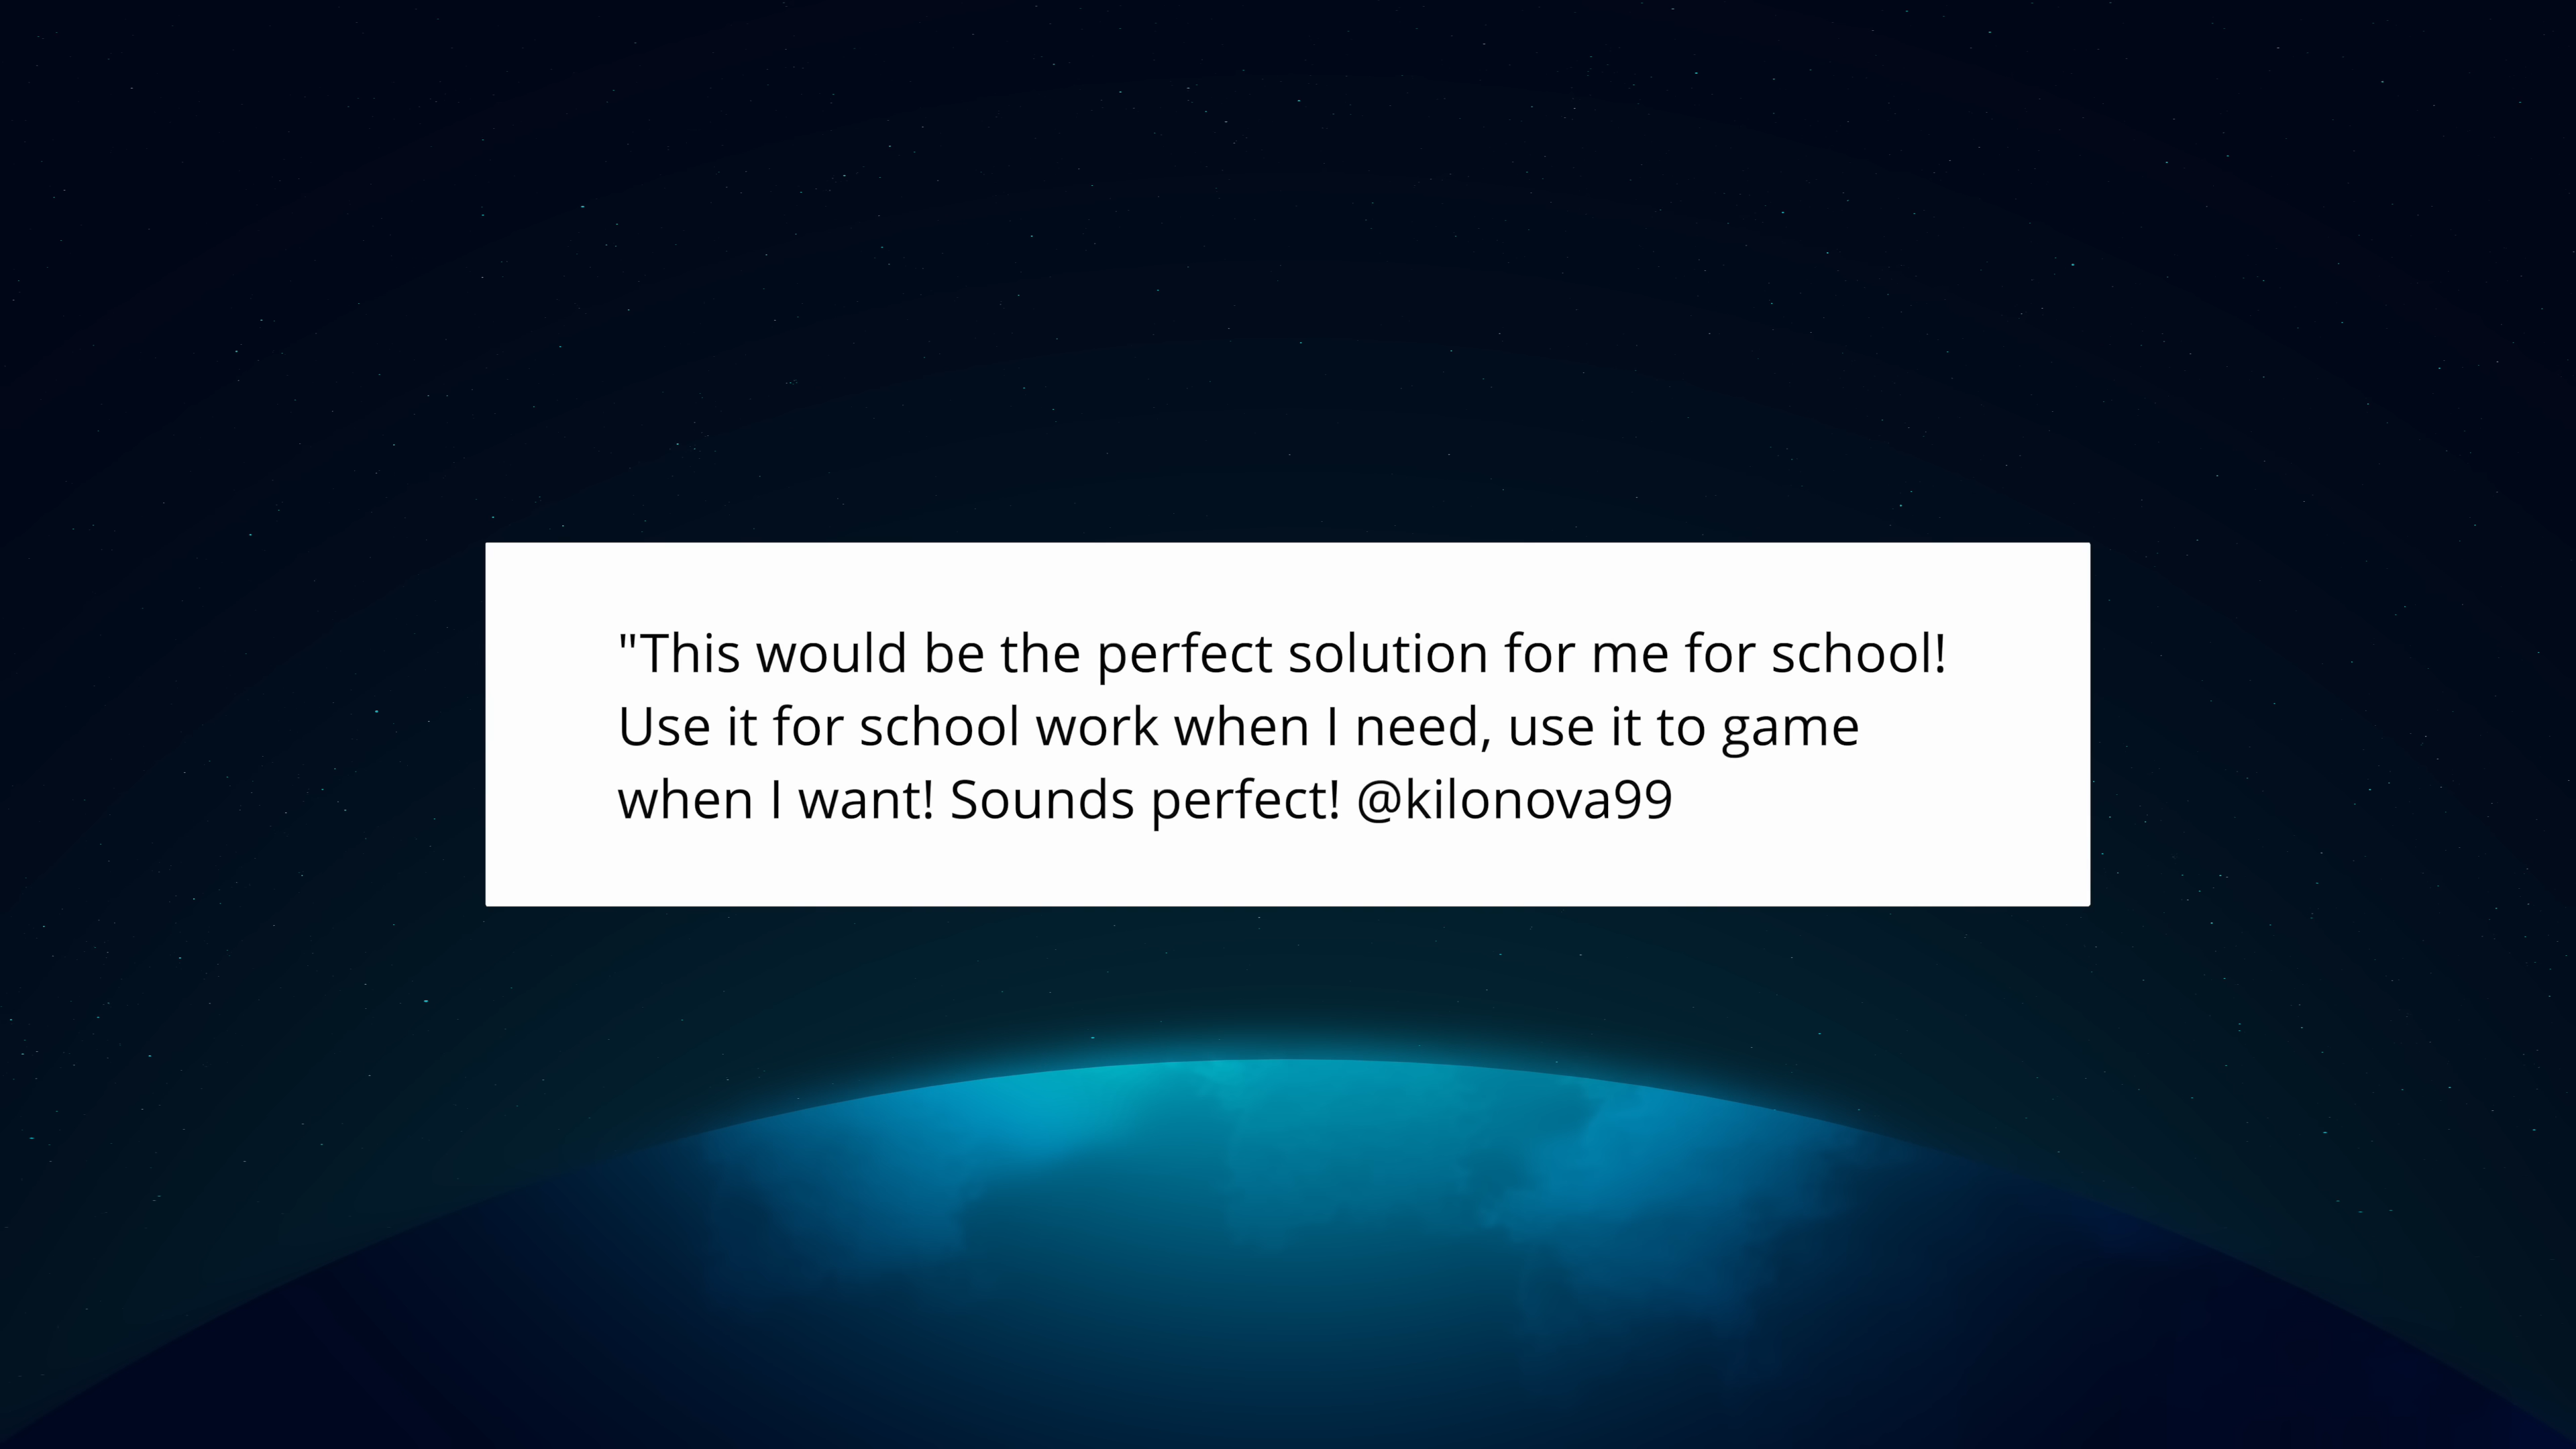 "This would be the perfect solution for me for school!
Use it for school work when I need, use it to game
when I want! Sounds perfect! @kilonova99